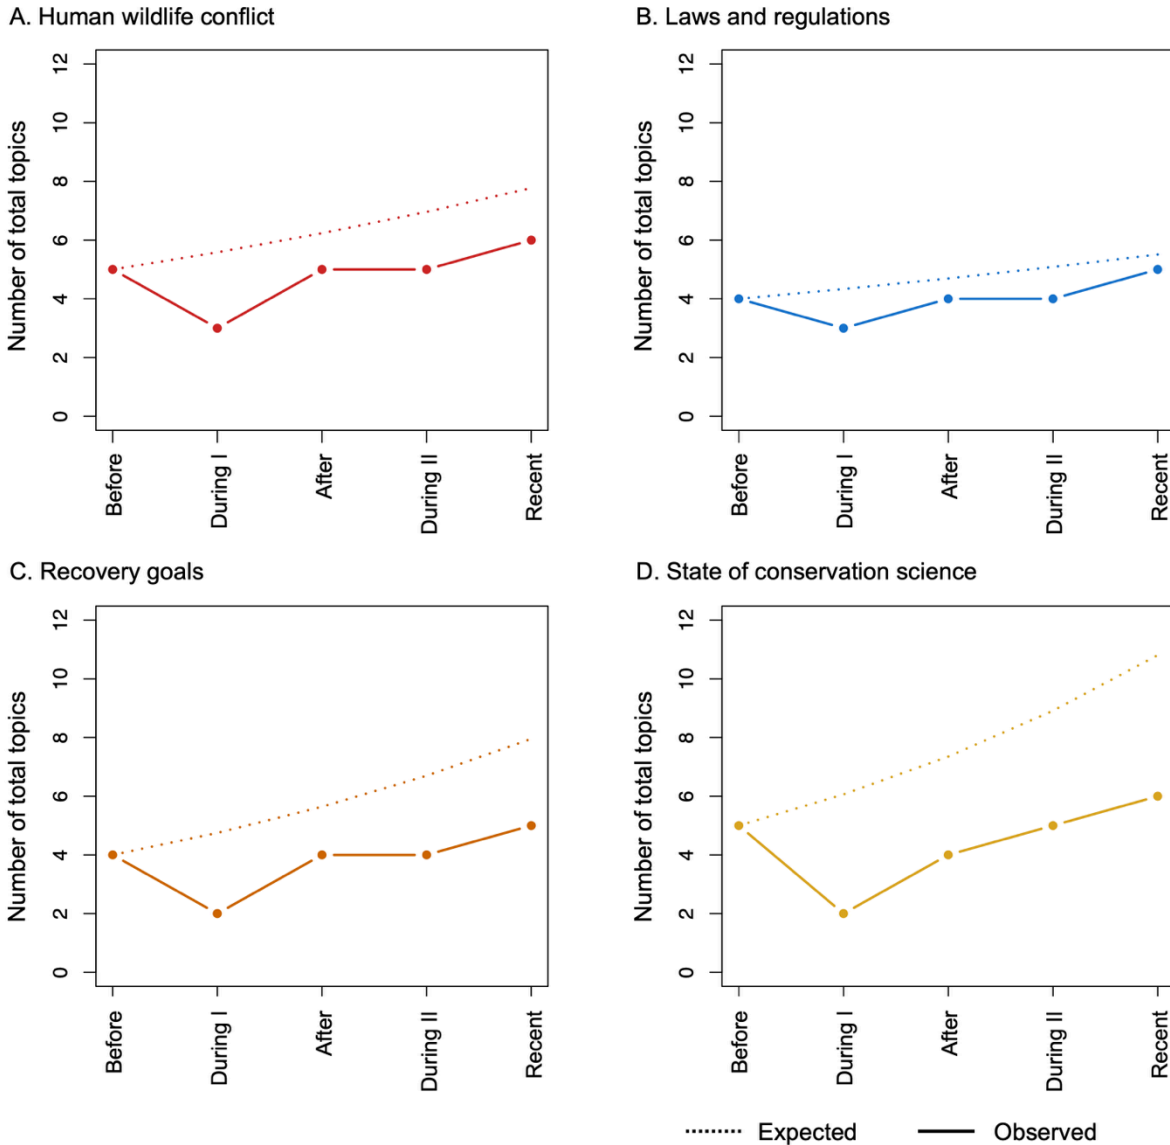 A. Human wildlife conflict
Number of total topics
12
10
8
6
4
2
0
Before
During I
After
During II
Recent
B. Laws and regulations
Number of total topics
12
10
8
6
4
2
0
Before
During I
After
During II
Recent
C. Recovery goals
Number of total topics
12
10
8
6
4
2
0
Before
During I
After
During II
Recent
D. State of conservation science
Number of total topics
12
10
8
6
4
2
0
Before
During I
After
During II
Recent
Expected
Observed